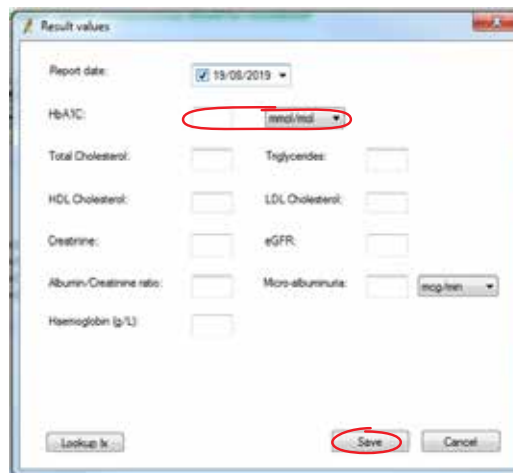 Result values
Report date: 19/08/2019
HbA1C: mmol/mol
Total Cholesterol: Triglycerides:
HDL Cholesterol: LDL Cholesterol:
Creatinine: eGFR:
Albumin/Creatinine ratio: Micro-albuminuria: mcg/min
Haemoglobin (g/L):
Lookup Ix Save Cancel